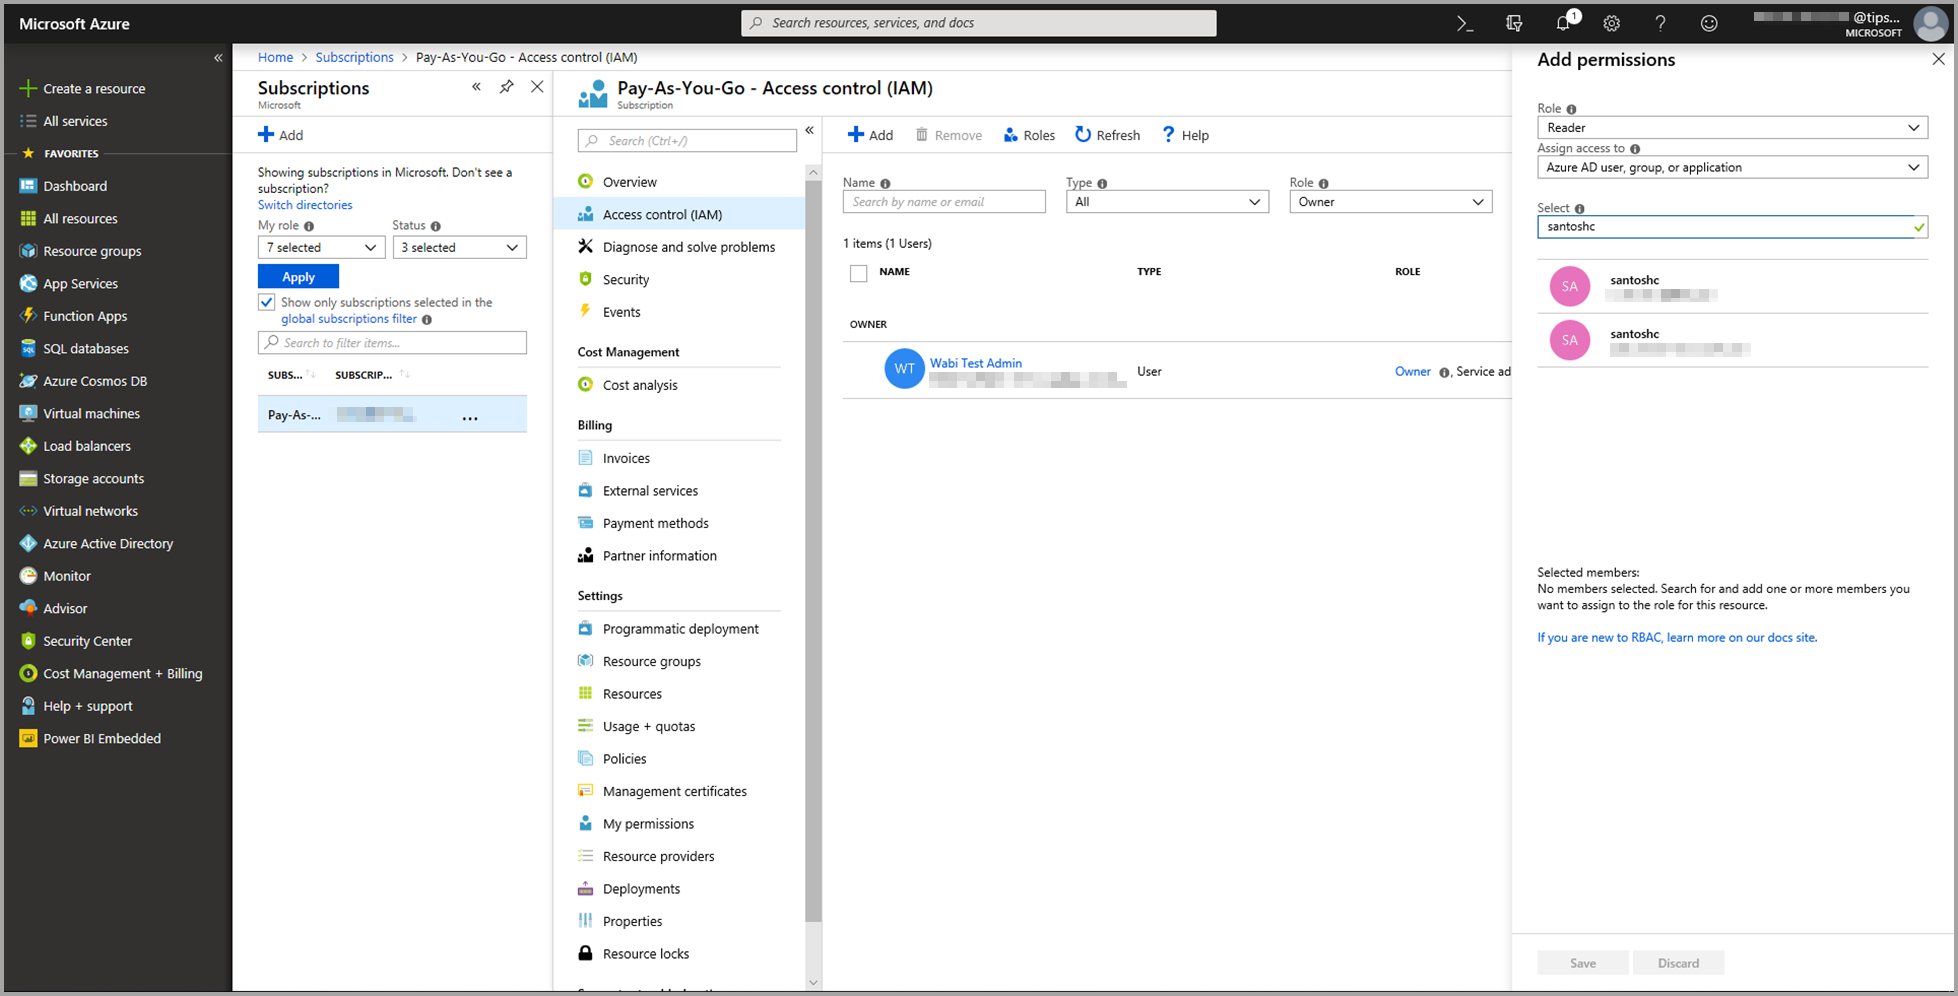 Microsoft Azure
Search resources, services, and docs
1
@tips...
MICROSOFT
Create a resource
All services
FAVORITES
Dashboard
All resources
Resource groups
App Services
Function Apps
SQL databases
Azure Cosmos DB
Virtual machines
Load balancers
Storage accounts
Virtual networks
Azure Active Directory
Monitor
Advisor
Security Center
Cost Management + Billing
Help + support
Power BI Embedded
Home > Subscriptions > Pay-As-You-Go - Access control (IAM)
Subscriptions
Microsoft
Add
Showing subscriptions in Microsoft. Don't see a
subscription?
Switch directories
My role Status
7 selected 3 selected
Apply
Show only subscriptions selected in the
global subscriptions filter
Search to filter items...
SUBS... SUBSCRIP...
Pay-As-... ...
Pay-As-You-Go - Access control (IAM)
Subscription
Search (Ctrl+/)
Overview
Access control (IAM)
Diagnose and solve problems
Security
Events
Cost Management
Cost analysis
Billing
Invoices
External services
Payment methods
Partner information
Settings
Programmatic deployment
Resource groups
Resources
Usage + quotas
Policies
Management certificates
My permissions
Resource providers
Deployments
Properties
Resource locks
Add Remove Roles Refresh Help
Name Type Role
Search by name or email All Owner
1 items (1 Users)
NAME TYPE ROLE
OWNER
WT Wabi Test Admin User Owner , Service ad
Add permissions
Role
Reader
Assign access to
Azure AD user, group, or application
Select
santoshc
SA santoshc
SA santoshc
Selected members:
No members selected. Search for and add one or more members you
want to assign to the role for this resource.
If you are new to RBAC, learn more on our docs site.
Save Discard